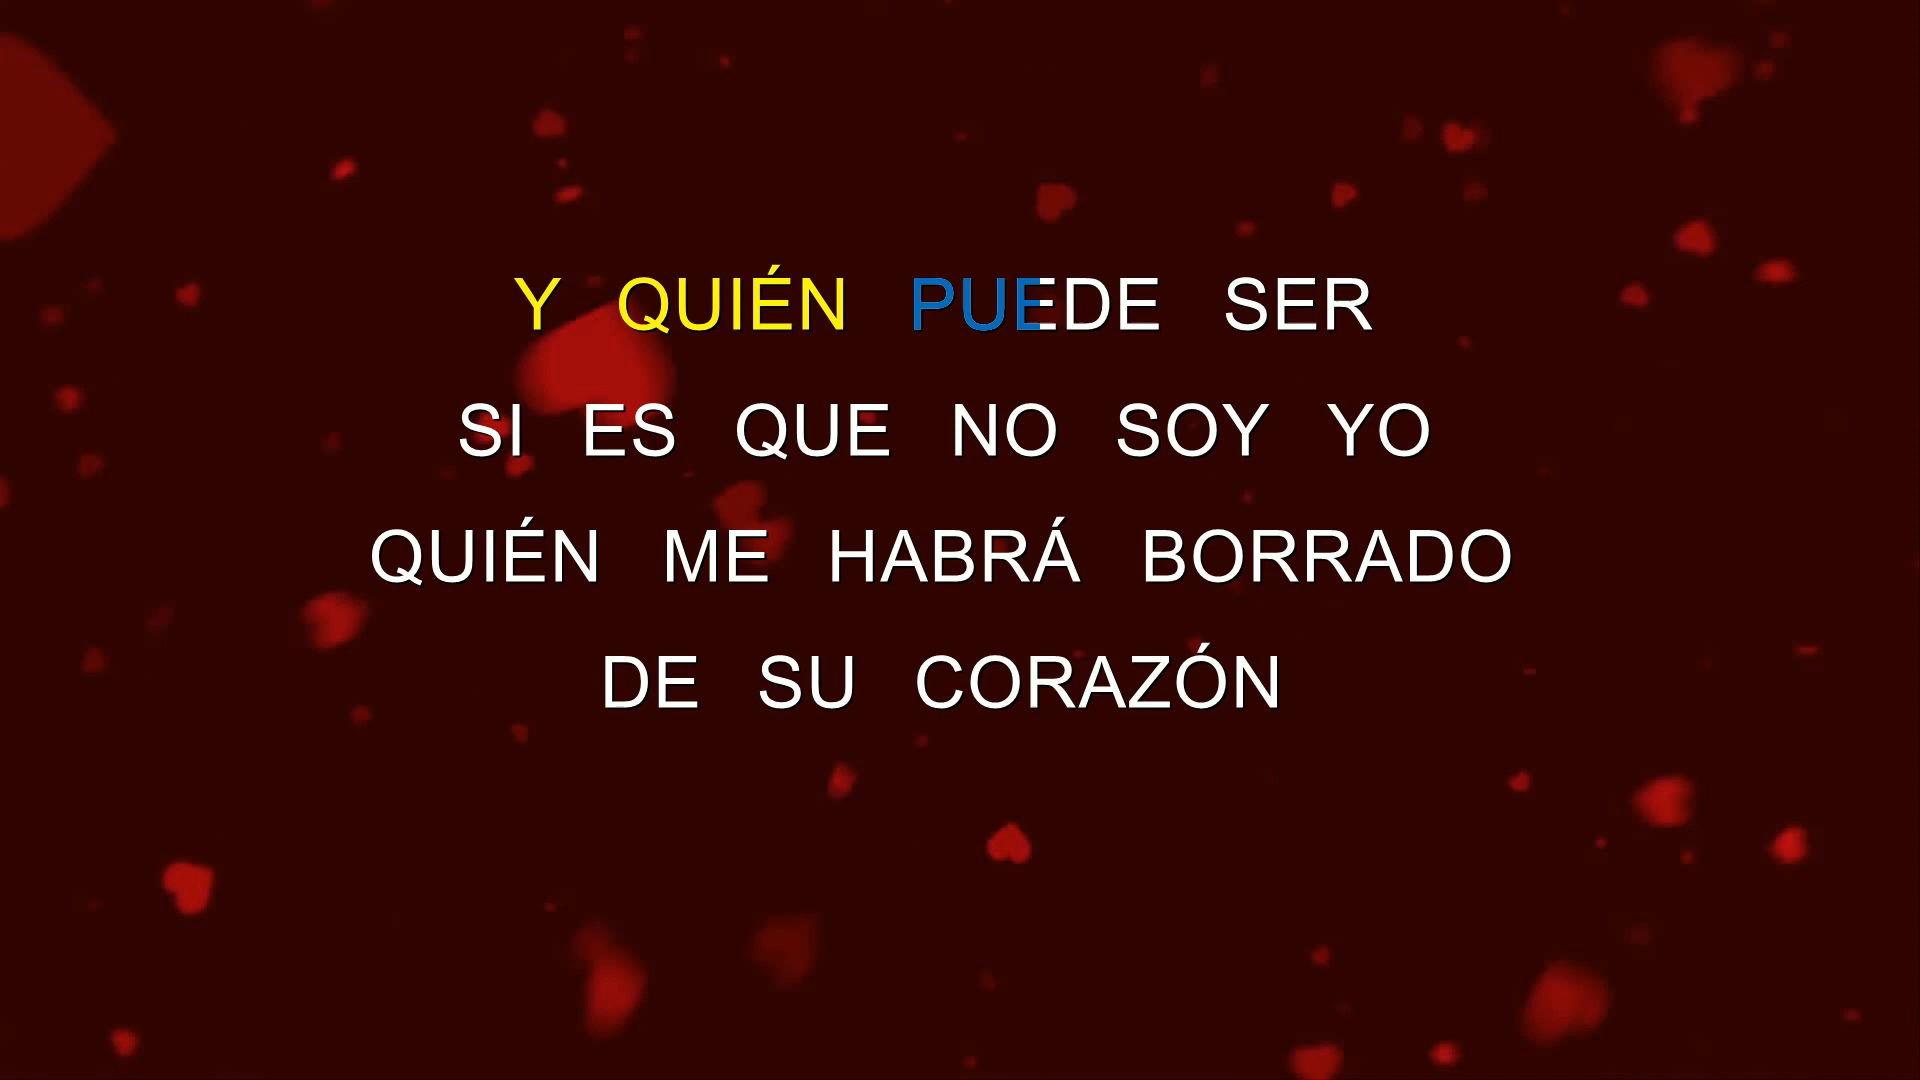 Y QUIÉN PUEDE SER
SI ES QUE NO SOY YO
QUIÉN ME HABRÁ BORRADO
DE SU CORAZÓN